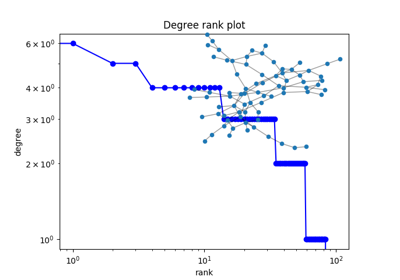 Degree rank plot
6 × 10⁰
4 × 10⁰
3 × 10⁰
2 × 10⁰
10⁰
degree
10⁰ 10¹ 10²
rank